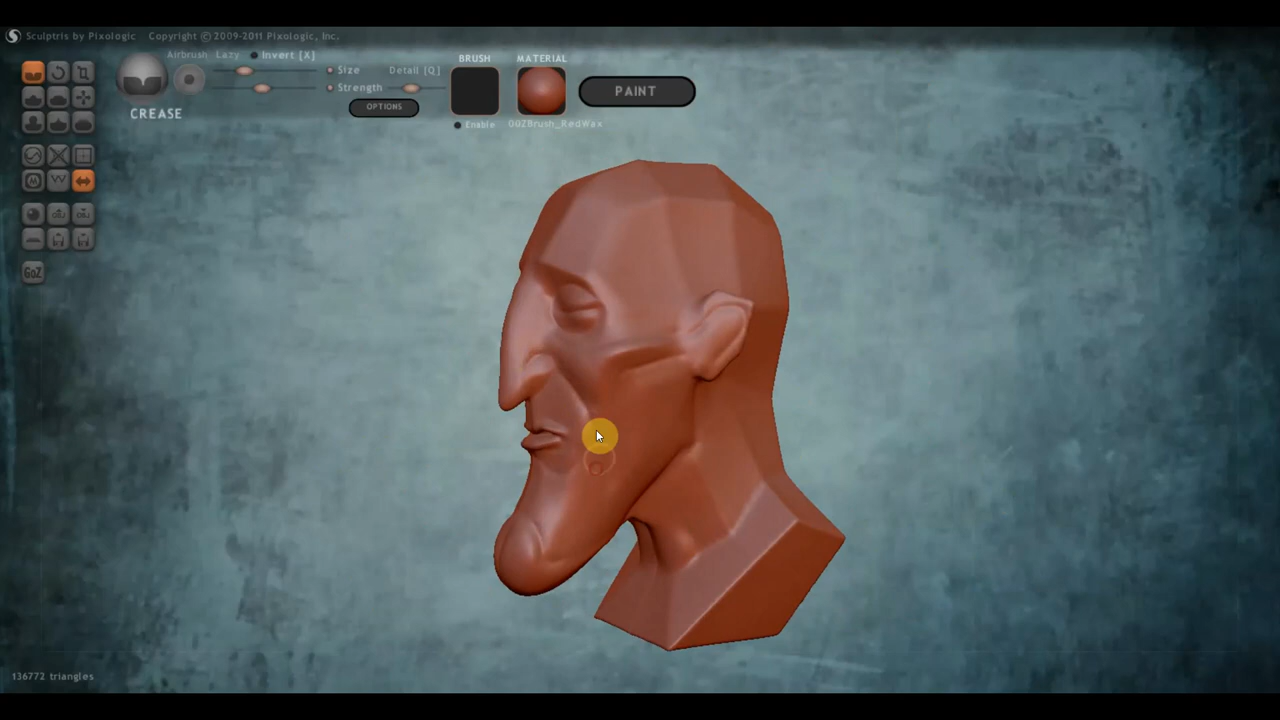 Sculptris by Pixologic Copyright ©2009-2011 Pixologic, Inc.
Airbrush Lazy Invert [X]
Size Detail [Q]
Strength
OPTIONS
CREASE
BRUSH
Enable
MATERIAL
00ZBrush_RedWax
PAINT
GoZ
136772 triangles